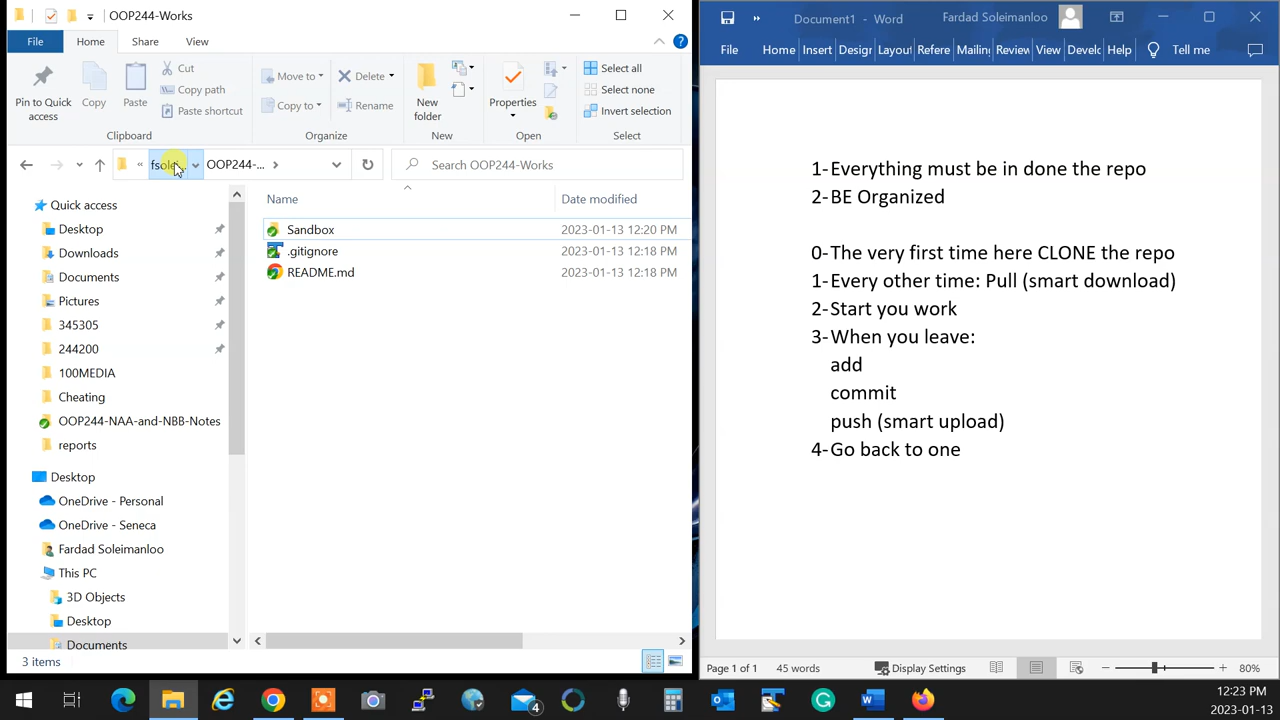 OOP244-Works
File Home Share View
Pin to Quick access
Copy
Paste
Cut
Copy path
Paste shortcut
Clipboard
Move to
Copy to
Delete
Rename
Organize
New folder
New
Properties
Open
Select all
Select none
Invert selection
Select
« OOP244-... Search OOP244-Works
Quick access
Desktop
Downloads
Documents
Pictures
345305
244200
100MEDIA
Cheating
OOP244-NAA-and-NBB-Notes
reports
Desktop
OneDrive - Personal
OneDrive - Seneca
Fardad Soleimanloo
This PC
3D Objects
Desktop
Documents
Name Date modified
Sandbox 2023-01-13 12:20 PM
.gitignore 2023-01-13 12:18 PM
README.md 2023-01-13 12:18 PM
3 items
Document1 - Word Fardad Soleimanloo
File Home Insert Design Layout Refere Mailing Review View Develo Help Tell me
1-Everything must be in done the repo
2-BE Organized
0-The very first time here CLONE the repo
1-Every other time: Pull (smart download)
2-Start you work
3-When you leave:
add
commit
push (smart upload)
4-Go back to one
Page 1 of 1 45 words Display Settings 80%
4
12:23 PM
2023-01-13